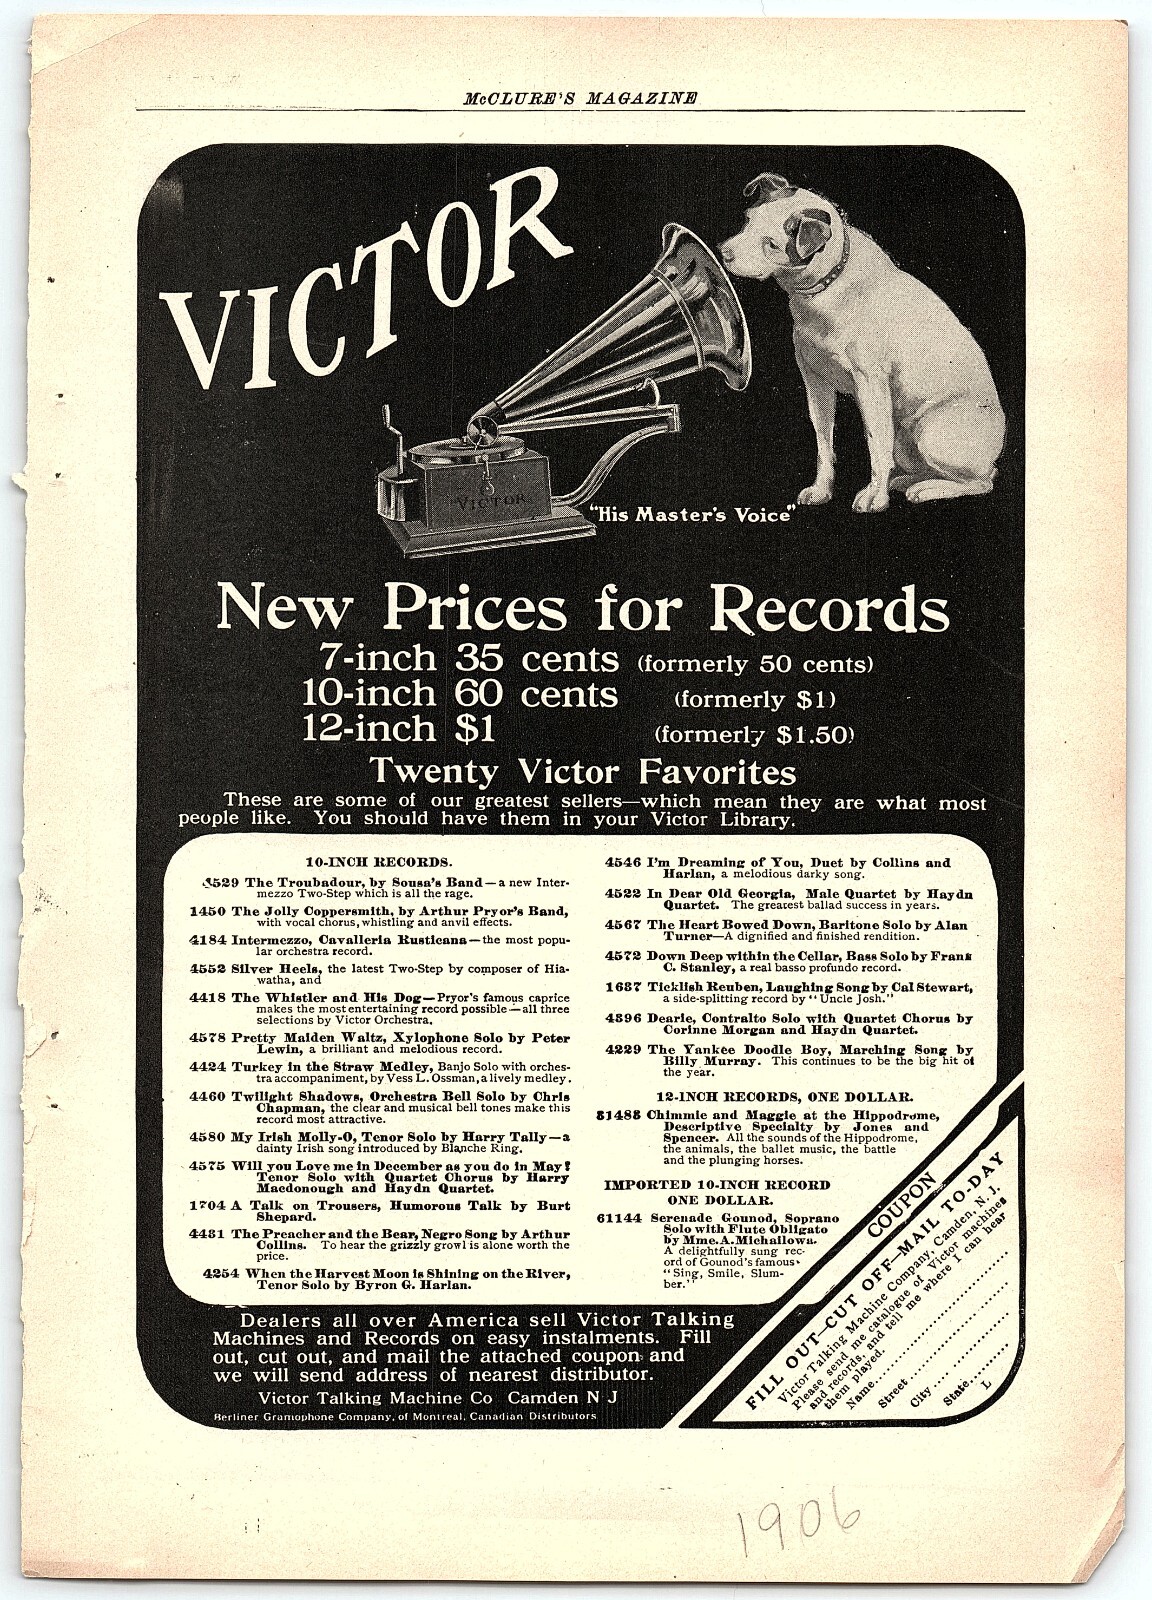 McCLURE'S MAGAZINE
VICTOR
VICTOR
"His Master's Voice"
New Prices for Records
7-inch 35 cents (formerly 50 cents)
10-inch 60 cents (formerly $1)
12-inch $1 (formerly $1.50)
Twenty Victor Favorites
These are some of our greatest sellers—which mean they are what most
people like. You should have them in your Victor Library.
10-INCH RECORDS.
3529 The Troubadour, by Sousa's Band—a new Inter-
mezzo Two-Step which is all the rage.
1450 The Jolly Coppersmith, by Arthur Pryor's Band,
with vocal chorus, whistling and anvil effects.
4184 Intermezzo, Cavalleria Rusticana—the most popu-
lar orchestra record.
4552 Silver Heels, the latest Two-Step by composer of Hia-
watha, and
4418 The Whistler and His Dog—Pryor's famous caprice
makes the most entertaining record possible—all three
selections by Victor Orchestra.
4578 Pretty Maiden Waltz, Xylophone Solo by Peter
Lewin, a brilliant and melodious record.
4424 Turkey in the Straw Medley, Banjo Solo with orches-
tra accompaniment, by Vess L. Ossman, a lively medley.
4460 Twilight Shadows, Orchestra Bell Solo by Chris
Chapman, the clear and musical bell tones make this
record most attractive.
4580 My Irish Molly-O, Tenor Solo by Harry Tally—a
dainty Irish song introduced by Blanche Ring.
4575 Will you Love me in December as you do in May?
Tenor Solo with Quartet Chorus by Harry
Macdonough and Haydn Quartet.
1704 A Talk on Trousers, Humorous Talk by Burt
Shepard.
4431 The Preacher and the Bear, Negro Song by Arthur
Collins. To hear the grizzly growl is alone worth the
price.
4254 When the Harvest Moon is Shining on the River,
Tenor Solo by Byron G. Harlan.
4546 I'm Dreaming of You, Duet by Collins and
Harlan, a melodious darky song.
4522 In Dear Old Georgia, Male Quartet by Haydn
Quartet. The greatest ballad success in years.
4567 The Heart Bowed Down, Baritone Solo by Alan
Turner—A dignified and finished rendition.
4572 Down Deep within the Cellar, Bass Solo by Frank
C. Stanley, a real basso profundo record.
1637 Ticklish Reuben, Laughing Song by Cal Stewart,
a side-splitting record by "Uncle Josh."
4396 Dearie, Contralto Solo with Quartet Chorus by
Corinne Morgan and Haydn Quartet.
4229 The Yankee Doodle Boy, Marching Song by
Billy Murray. This continues to be the big hit of
the year.
12-INCH RECORDS, ONE DOLLAR.
31488 Chimmie and Maggie at the Hippodrome,
Descriptive Specialty by Jones and
Spencer. All the sounds of the Hippodrome,
the animals, the ballet music, the battle
and the plunging horses.
IMPORTED 10-INCH RECORD
ONE DOLLAR.
61144 Serenade Gounod, Soprano
Solo with Flute Obligato
by Mme. A. Michailowa.
A delightfully sung rec-
ord of Gounod's famous
"Sing, Smile, Slum-
ber."
Dealers all over America sell Victor Talking
Machines and Records on easy instalments. Fill
out, cut out, and mail the attached coupon and
we will send address of nearest distributor.
Victor Talking Machine Co Camden N J
Berliner Gramophone Company, of Montreal, Canadian Distributors
COUPON
FILL OUT—CUT OFF—MAIL TO-DAY
Victor Talking Machine Company, Camden, N. J.
Please send me catalogue of Victor machines
and records, and tell me where I can hear
them played.
Name
Street
City
State
L
1906